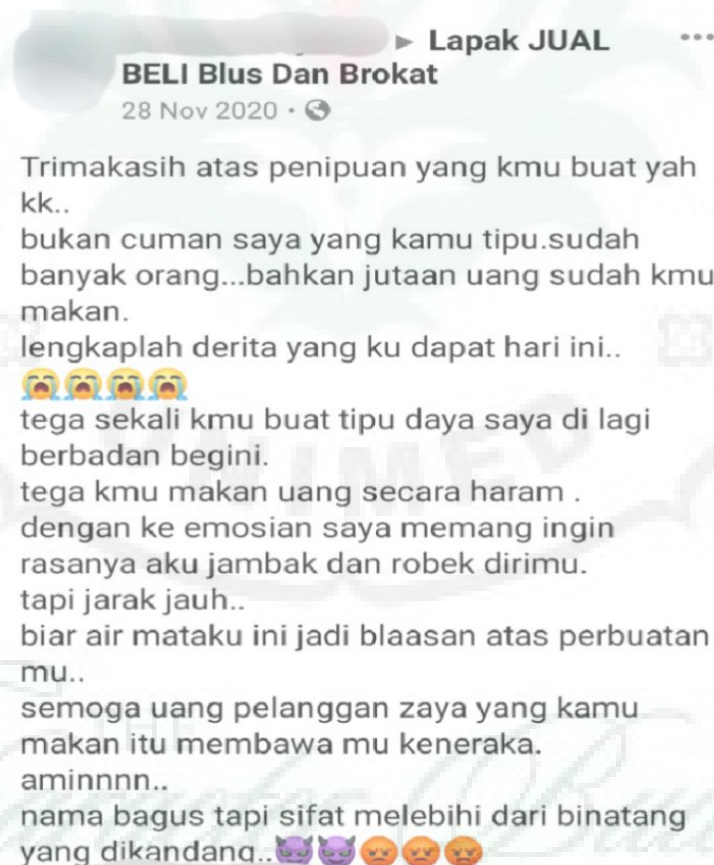 ▶ Lapak JUAL
BELI Blus Dan Brokat
28 Nov 2020 ·
Trimakasih atas penipuan yang kmu buat yah
kk..
bukan cuman saya yang kamu tipu.sudah
banyak orang...bahkan jutaan uang sudah kmu
makan.
lengkaplah derita yang ku dapat hari ini..
😭😭😭😭
tega sekali kmu buat tipu daya saya di lagi
berbadan begini.
tega kmu makan uang secara haram .
dengan ke emosian saya memang ingin
rasanya aku jambak dan robek dirimu.
tapi jarak jauh..
biar air mataku ini jadi blaasan atas perbuatan
mu..
semoga uang pelanggan zaya yang kamu
makan itu membawa mu keneraka.
aminnnn..
nama bagus tapi sifat melebihi dari binatang
yang dikandang..😈😈😡😡😡
UNIMED
THE